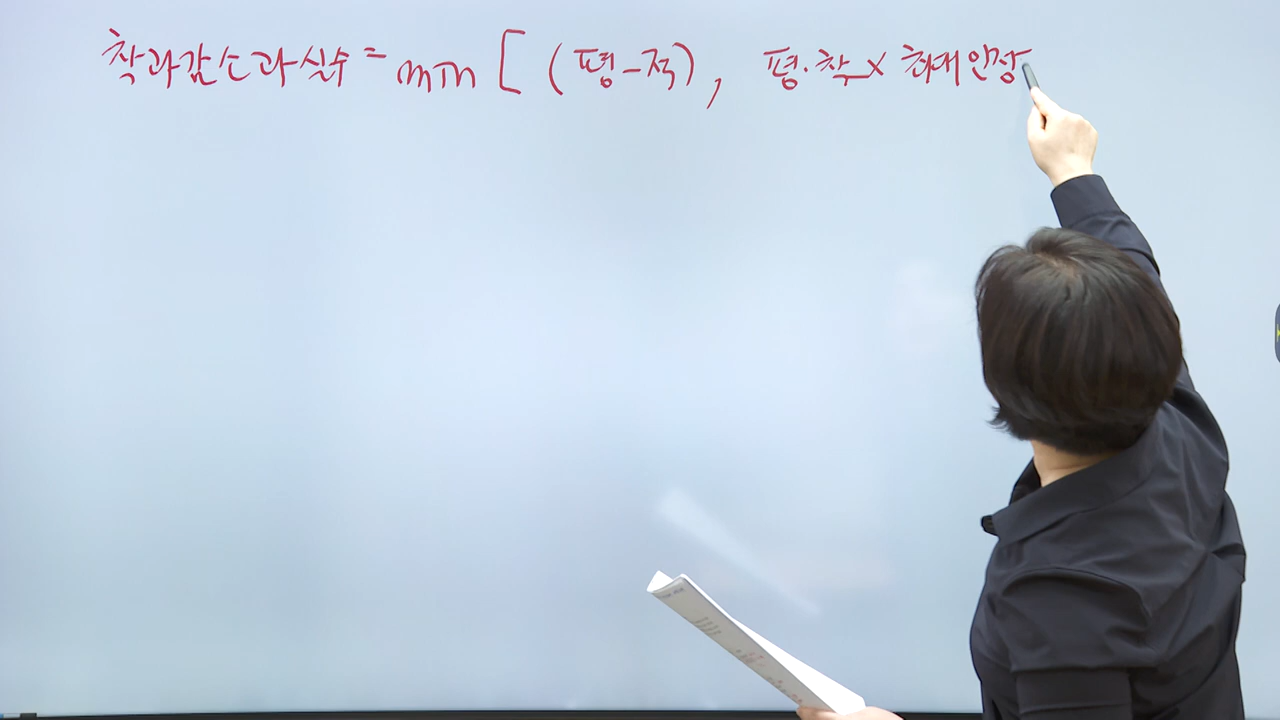 착과감소과실수 = min [ (평-적), 평·착 × 최대인정